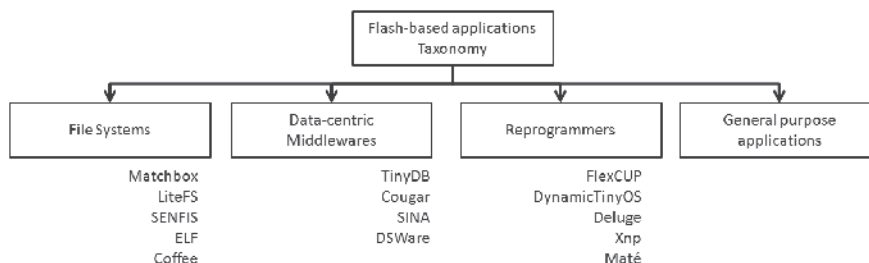 Flash-based applications
Taxonomy
File Systems
Data-centric
Middlewares
Reprogrammers
General purpose
applications
Matchbox
LiteFS
SENFIS
ELF
Coffee
TinyDB
Cougar
SINA
DSWare
FlexCUP
DynamicTinyOS
Deluge
Xnp
Maté